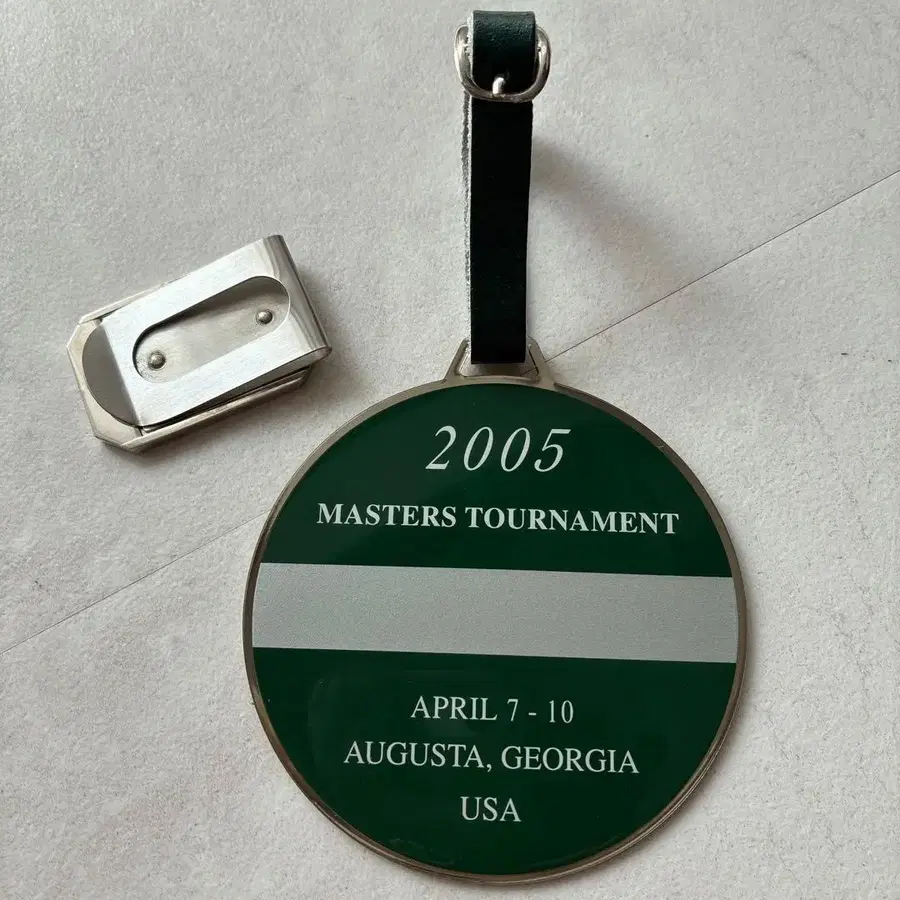 2005
MASTERS TOURNAMENT
APRIL 7 - 10
AUGUSTA, GEORGIA
USA